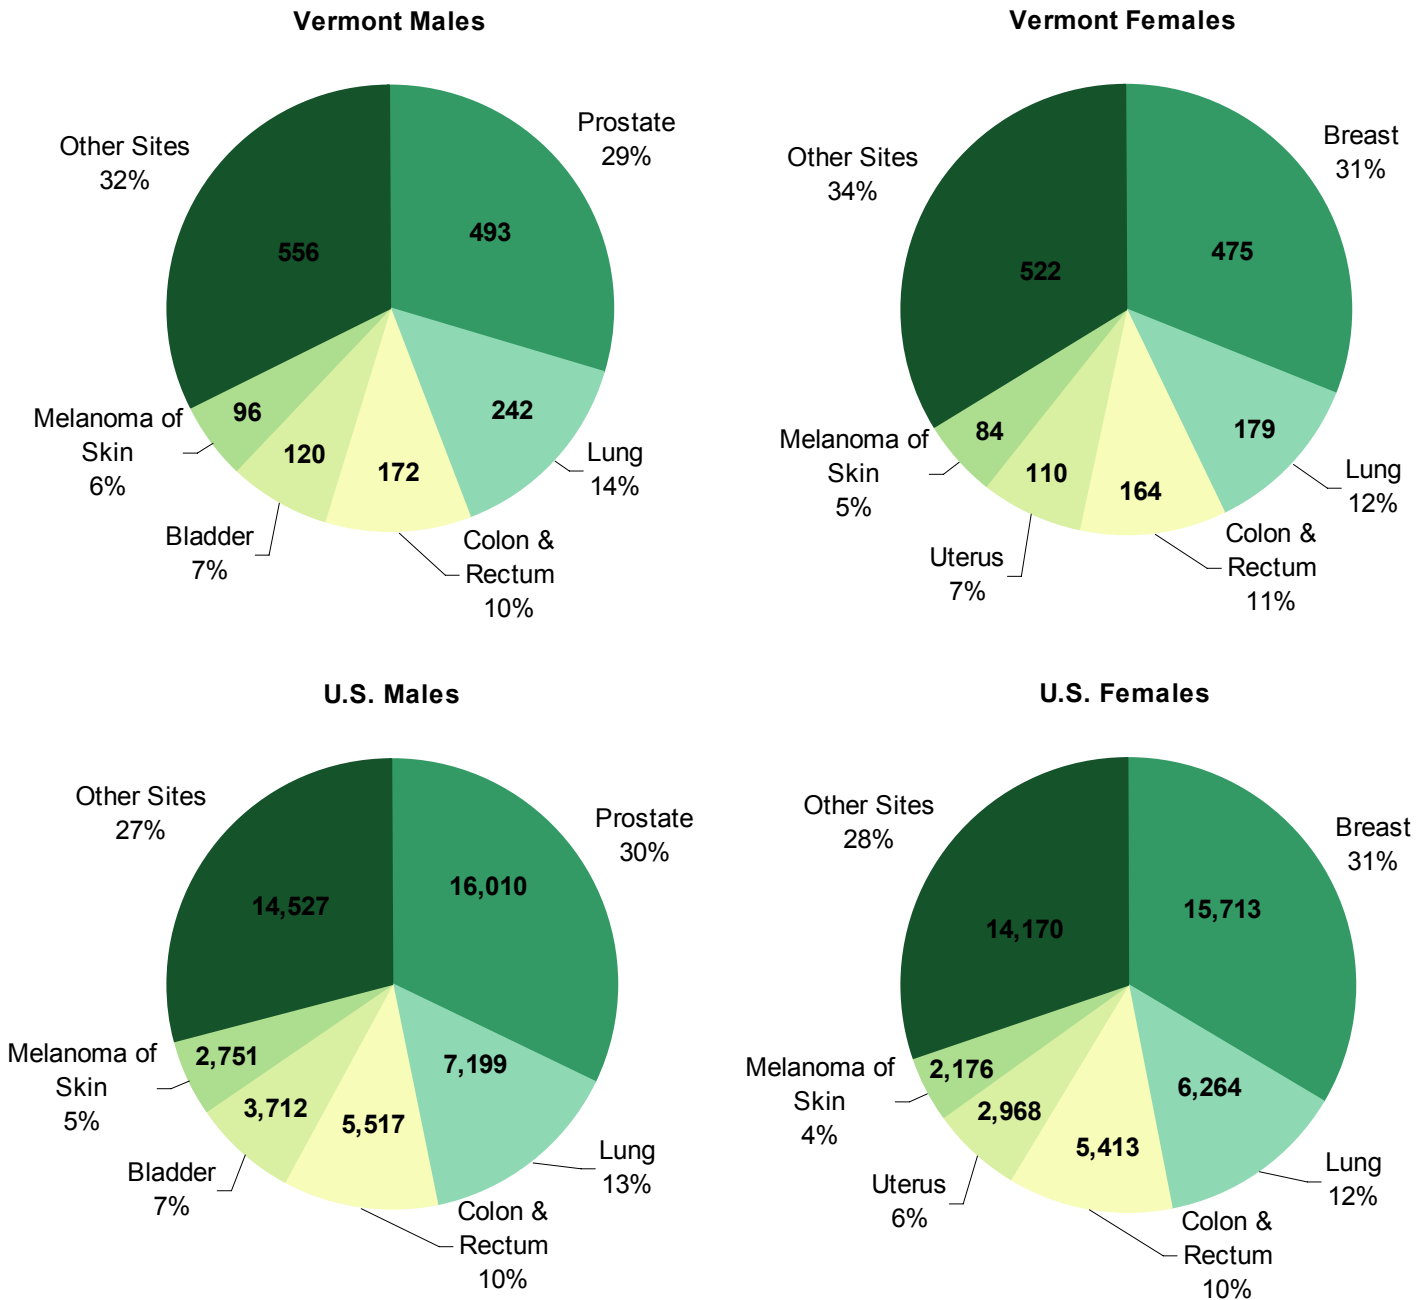 Vermont Males
Other Sites
32%
Prostate
29%
556
493
Melanoma of
Skin
6%
96
242
Lung
14%
120
172
Bladder
7%
Colon &
Rectum
10%
Vermont Females
Other Sites
34%
Breast
31%
522
475
Melanoma of
Skin
5%
84
179
Lung
12%
110
164
Uterus
7%
Colon &
Rectum
11%
U.S. Males
Other Sites
27%
Prostate
30%
14,527
16,010
Melanoma of
Skin
5%
2,751
7,199
3,712
5,517
Lung
13%
Bladder
7%
Colon &
Rectum
10%
U.S. Females
Other Sites
28%
Breast
31%
14,170
15,713
Melanoma of
Skin
4%
2,176
6,264
2,968
5,413
Lung
12%
Uterus
6%
Colon &
Rectum
10%